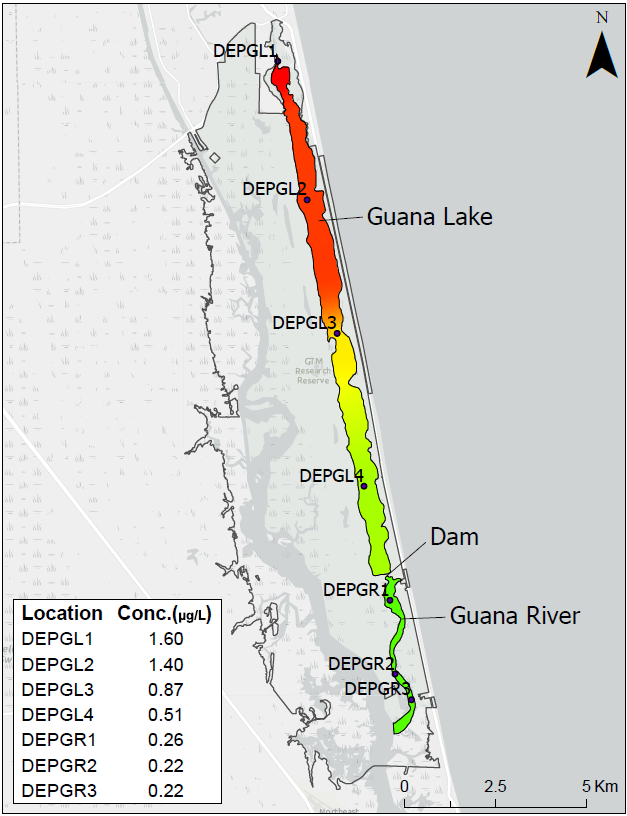 N
DEPGL1
DEPGL2
Guana Lake
DEPGL3
GTM
Research
Reserve
DEPGL4
Dam
DEPGR1
Guana River
DEPGR2
DEPGR3
Location Conc.(µg/L)
DEPGL1 1.60
DEPGL2 1.40
DEPGL3 0.87
DEPGL4 0.51
DEPGR1 0.26
DEPGR2 0.22
DEPGR3 0.22
0 2.5 5 Km
Northeast